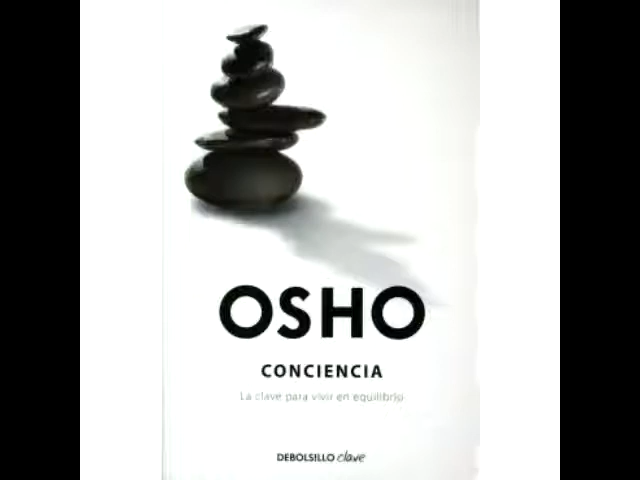 OSHO
CONCIENCIA
La clave para vivir en equilibrio
DEBOLSILLO clave